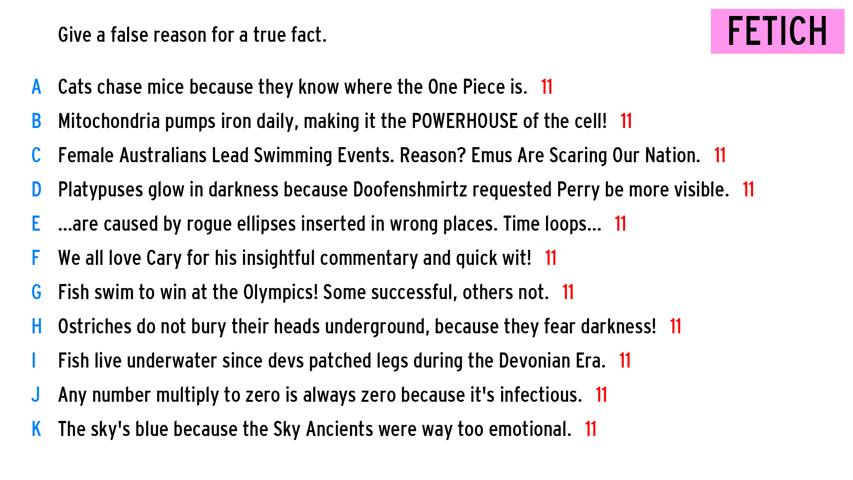 Give a false reason for a true fact.
FETICH
A Cats chase mice because they know where the One Piece is. 11
B Mitochondria pumps iron daily, making it the POWERHOUSE of the cell! 11
C Female Australians Lead Swimming Events. Reason? Emus Are Scaring Our Nation. 11
D Platypuses glow in darkness because Doofenshmirtz requested Perry be more visible. 11
E ...are caused by rogue ellipses inserted in wrong places. Time loops... 11
F We all love Cary for his insightful commentary and quick wit! 11
G Fish swim to win at the Olympics! Some successful, others not. 11
H Ostriches do not bury their heads underground, because they fear darkness! 11
I Fish live underwater since devs patched legs during the Devonian Era. 11
J Any number multiply to zero is always zero because it's infectious. 11
K The sky's blue because the Sky Ancients were way too emotional. 11